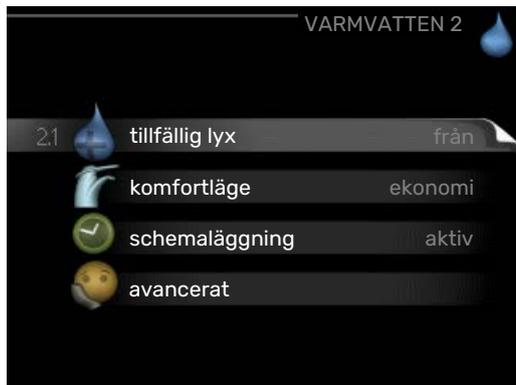 VARMVATTEN 2
2.1 tillfällig lyx från
komfortläge ekonomi
schemaläggning aktiv
avancerat